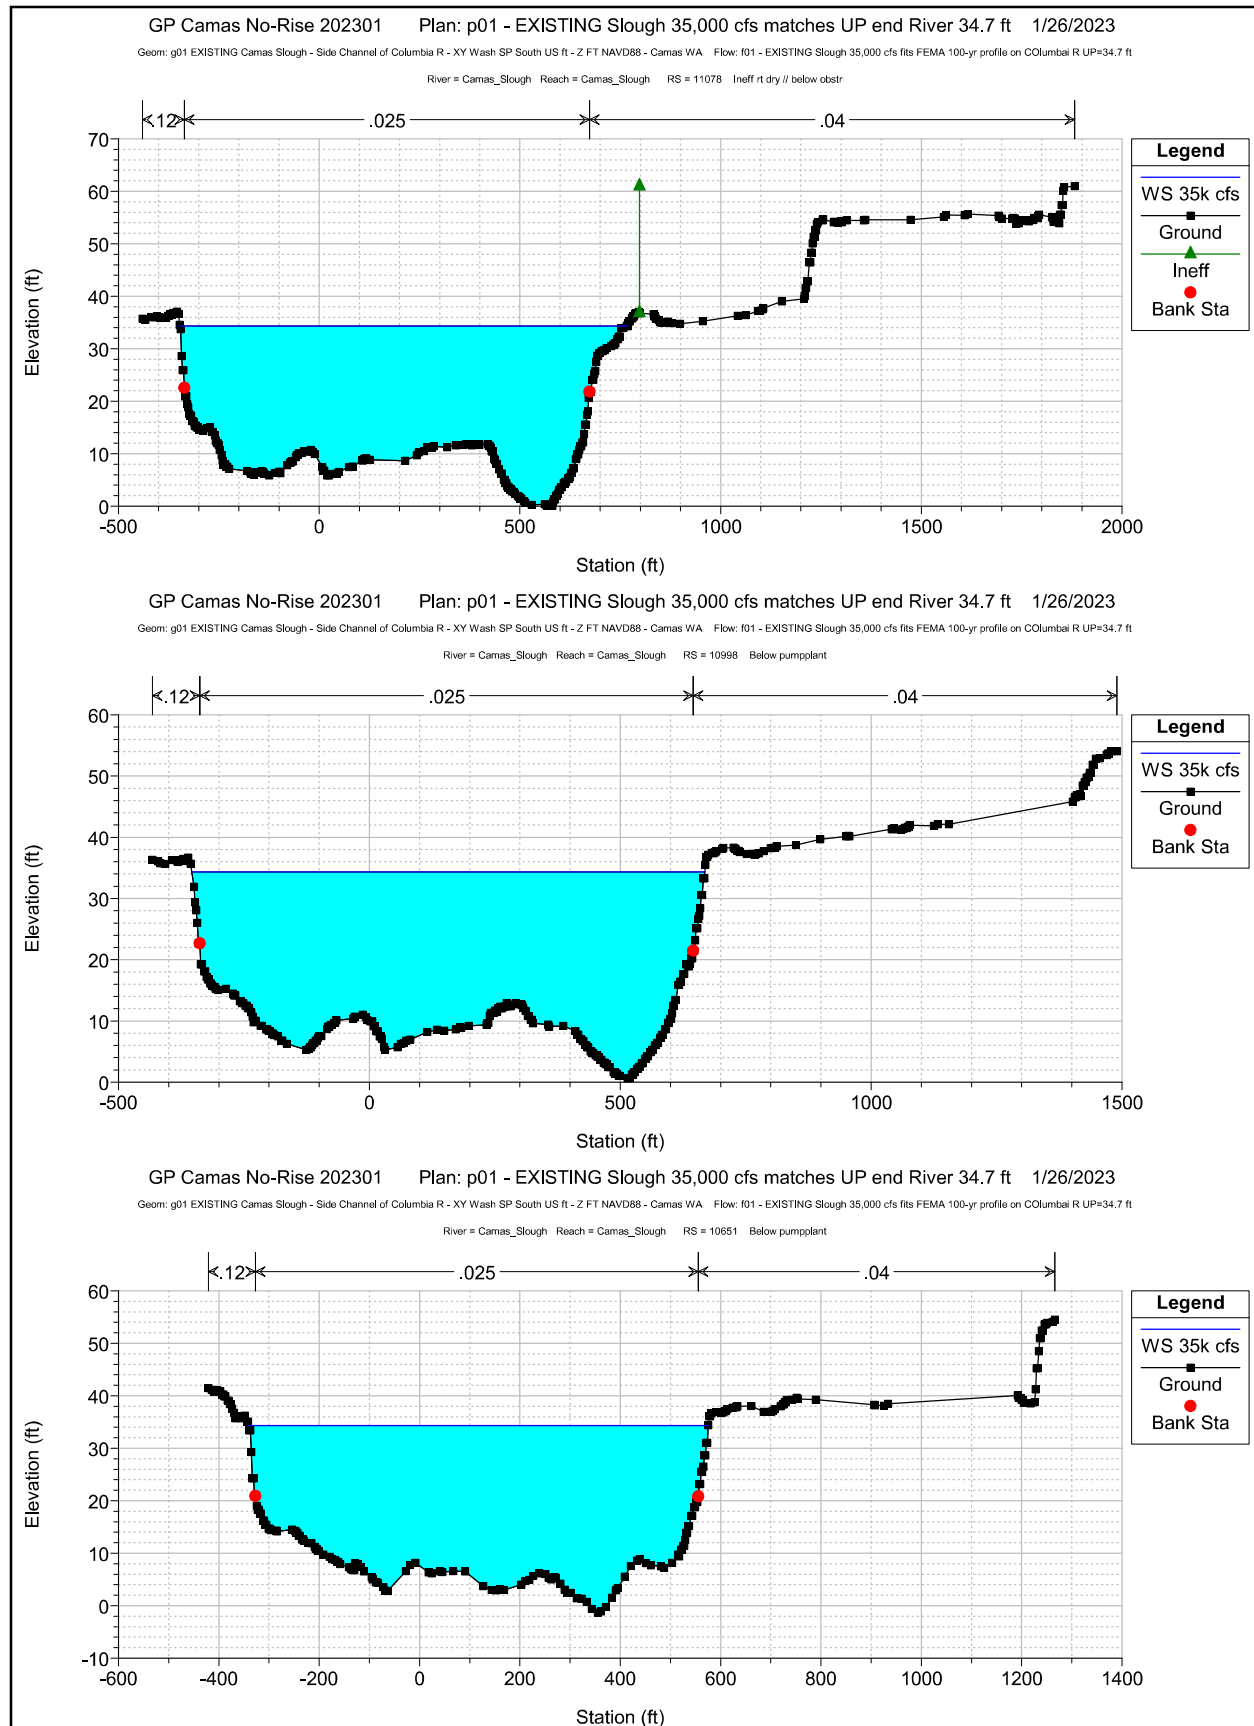 GP Camas No-Rise 202301 Plan: p01 - EXISTING Slough 35,000 cfs matches UP end River 34.7 ft 1/26/2023
Geom: g01 EXISTING Camas Slough - Side Channel of Columbia R - XY Wash SP South US ft - Z FT NAVD88 - Camas WA Flow: f01 - EXISTING Slough 35,000 cfs fits FEMA 100-yr profile on COlumbai R UP=34.7 ft
River = Camas_Slough Reach = Camas_Slough RS = 11078 Ineff rt dry // below obstr
.12 .025 .04
70
60
50
40
30
20
10
0
Elevation (ft)
-500 0 500 1000 1500 2000
Station (ft)
Legend
WS 35k cfs
Ground
Ineff
Bank Sta
GP Camas No-Rise 202301 Plan: p01 - EXISTING Slough 35,000 cfs matches UP end River 34.7 ft 1/26/2023
Geom: g01 EXISTING Camas Slough - Side Channel of Columbia R - XY Wash SP South US ft - Z FT NAVD88 - Camas WA Flow: f01 - EXISTING Slough 35,000 cfs fits FEMA 100-yr profile on COlumbai R UP=34.7 ft
River = Camas_Slough Reach = Camas_Slough RS = 10998 Below pumpplant
.12 .025 .04
60
50
40
30
20
10
0
Elevation (ft)
-500 0 500 1000 1500
Station (ft)
Legend
WS 35k cfs
Ground
Bank Sta
GP Camas No-Rise 202301 Plan: p01 - EXISTING Slough 35,000 cfs matches UP end River 34.7 ft 1/26/2023
Geom: g01 EXISTING Camas Slough - Side Channel of Columbia R - XY Wash SP South US ft - Z FT NAVD88 - Camas WA Flow: f01 - EXISTING Slough 35,000 cfs fits FEMA 100-yr profile on COlumbai R UP=34.7 ft
River = Camas_Slough Reach = Camas_Slough RS = 10651 Below pumpplant
.12 .025 .04
60
50
40
30
20
10
0
-10
Elevation (ft)
-600 -400 -200 0 200 400 600 800 1000 1200 1400
Station (ft)
Legend
WS 35k cfs
Ground
Bank Sta